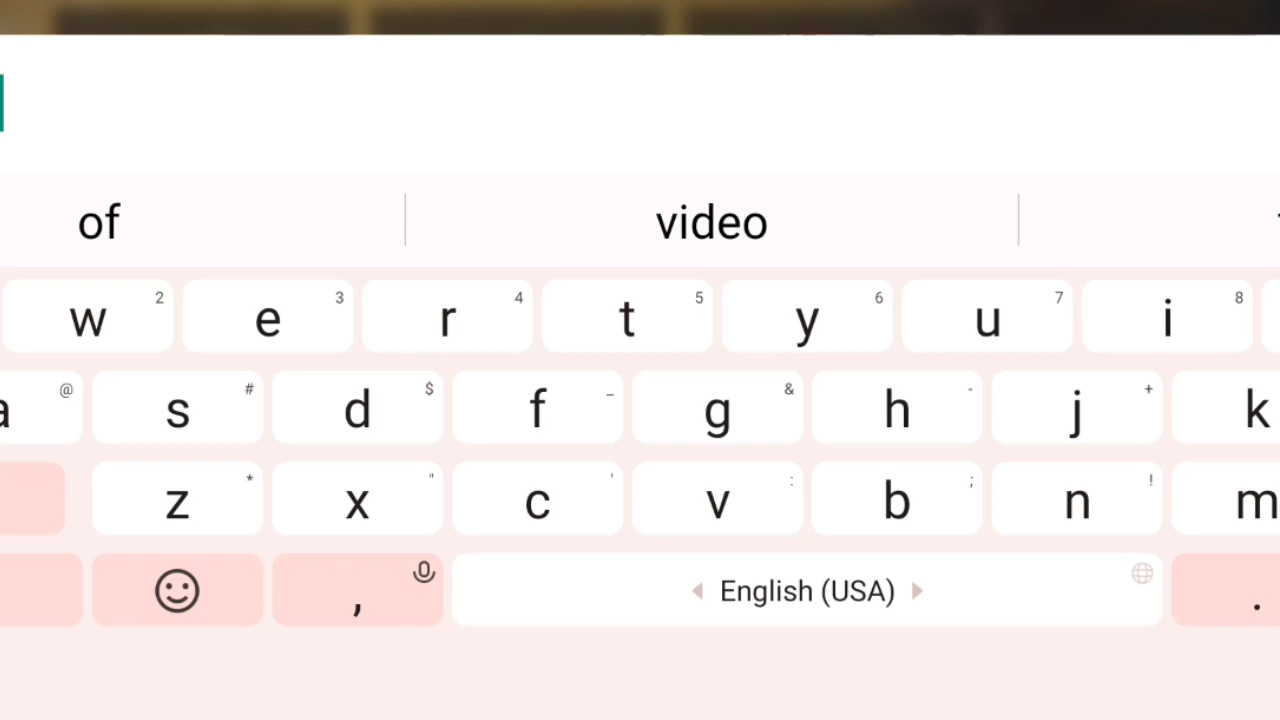 of video
w 2 e 3 r 4 t 5 y 6 u 7 i 8
a @ s # d $ f _ g & h - j + k
z * x " c ' v : b ; n ! m
, English (USA) .